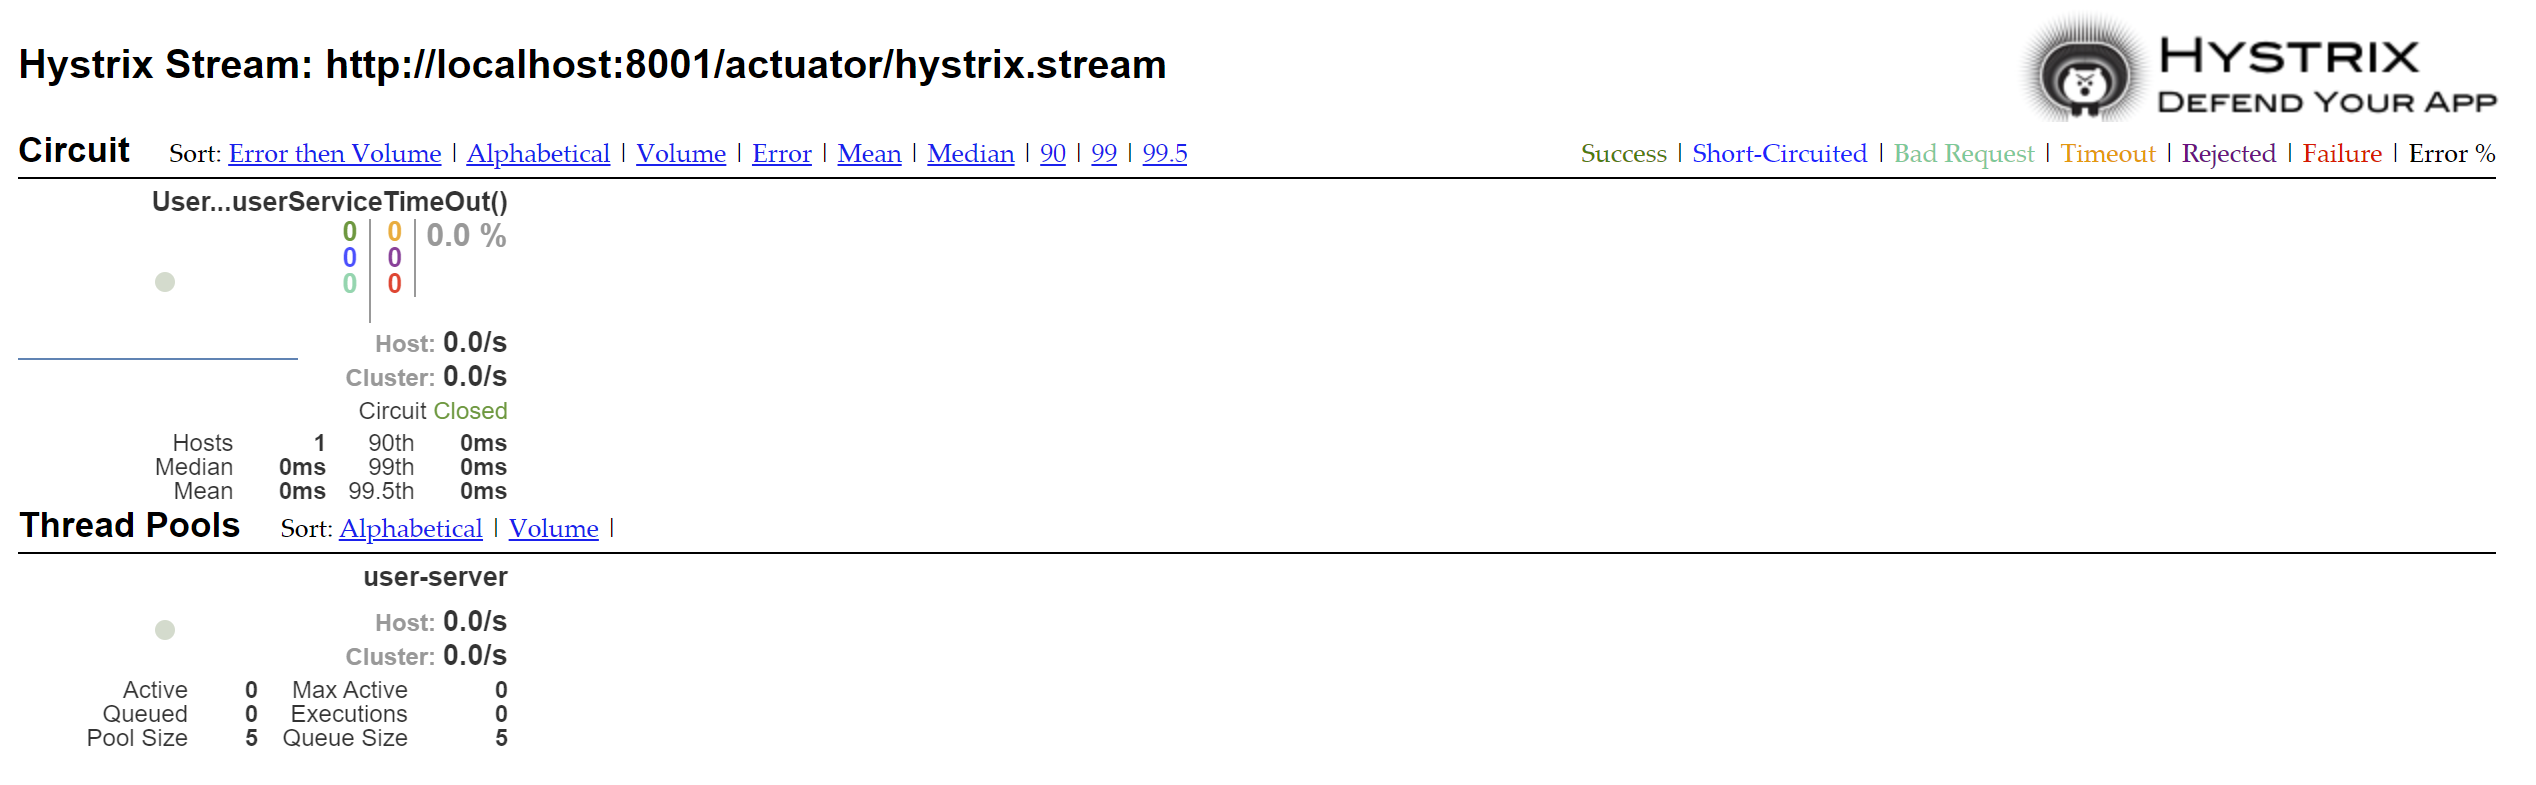 Hystrix Stream: http://localhost:8001/actuator/hystrix.stream
HYSTRIX
DEFEND YOUR APP
Circuit Sort: Error then Volume | Alphabetical | Volume | Error | Mean | Median | 90 | 99 | 99.5
Success | Short-Circuited | Bad Request | Timeout | Rejected | Failure | Error %
User...userServiceTimeOut()
0 0 0.0 %
0 0
0 0
Host: 0.0/s
Cluster: 0.0/s
Circuit Closed
Hosts 1 90th 0ms
Median 0ms 99th 0ms
Mean 0ms 99.5th 0ms
Thread Pools Sort: Alphabetical | Volume |
user-server
Host: 0.0/s
Cluster: 0.0/s
Active 0 Max Active 0
Queued 0 Executions 0
Pool Size 5 Queue Size 5